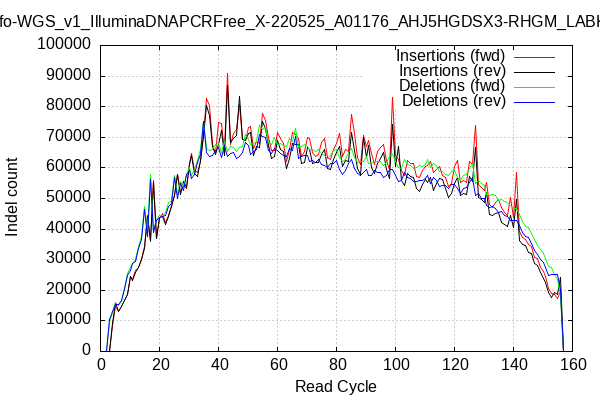 fo-WGS_v1_IlluminaDNAPCRFree_X-220525_A01176_AHJ5HGDSX3-RHGM_LABK
Insertions (fwd)
Insertions (rev)
Deletions (fwd)
Deletions (rev)
100000
90000
80000
70000
60000
50000
40000
30000
20000
10000
0
Indel count
0 20 40 60 80 100 120 140 160
Read Cycle